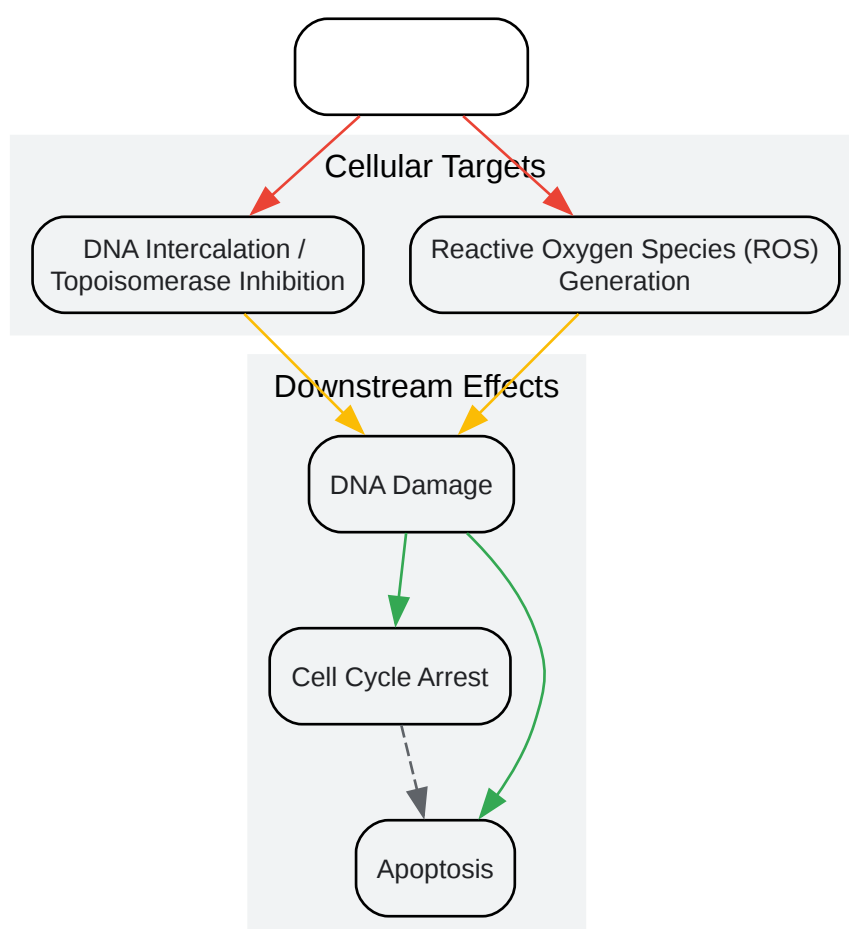 Cellular Targets
DNA Intercalation /
Topoisomerase Inhibition
Reactive Oxygen Species (ROS)
Generation
Downstream Effects
DNA Damage
Cell Cycle Arrest
Apoptosis